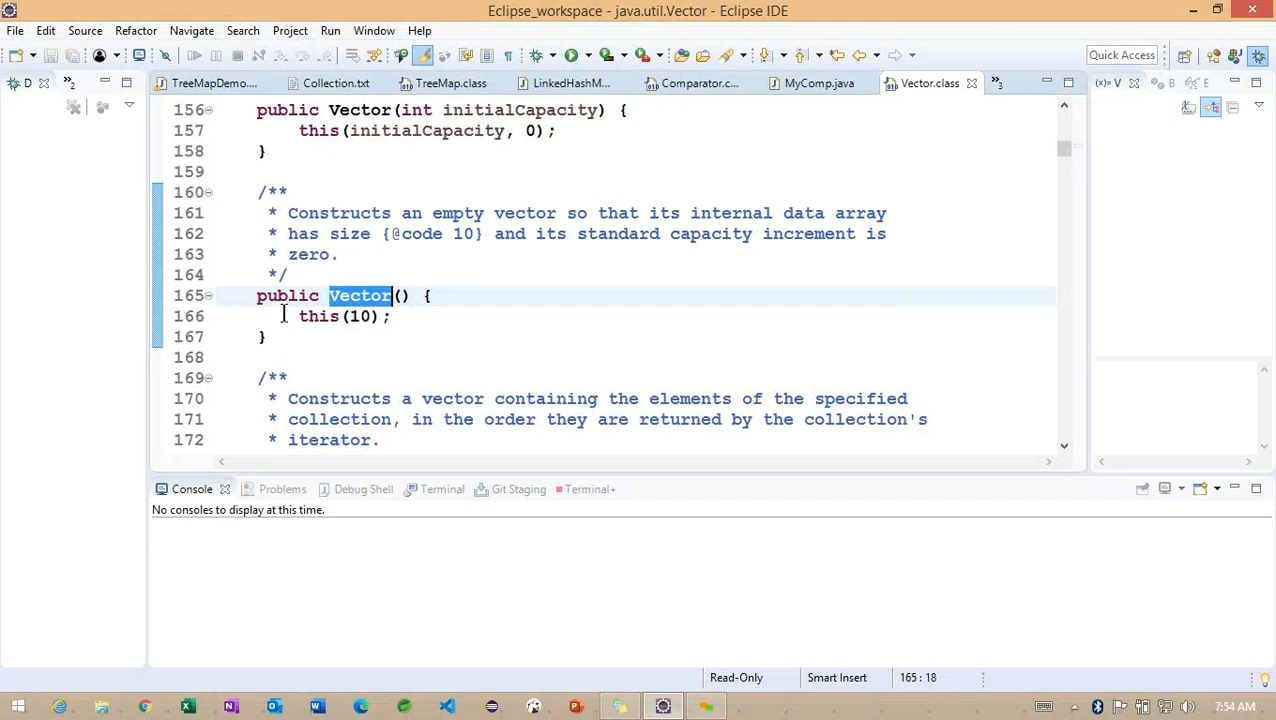 Eclipse_workspace - java.util.Vector - Eclipse IDE
File Edit Source Refactor Navigate Search Project Run Window Help
Quick Access
D
»2
TreeMapDemo.... Collection.txt TreeMap.class LinkedHashM... Comparator.c... MyComp.java Vector.class »3
(x)= V B E
156 public Vector(int initialCapacity) {
157 this(initialCapacity, 0);
158 }
159
160 /**
161 * Constructs an empty vector so that its internal data array
162 * has size {@code 10} and its standard capacity increment is
163 * zero.
164 */
165 public Vector() {
166 this(10);
167 }
168
169 /**
170 * Constructs a vector containing the elements of the specified
171 * collection, in the order they are returned by the collection's
172 * iterator.
Console Problems Debug Shell Terminal Git Staging Terminal+
No consoles to display at this time.
Read-Only Smart Insert 165 : 18
7:54 AM